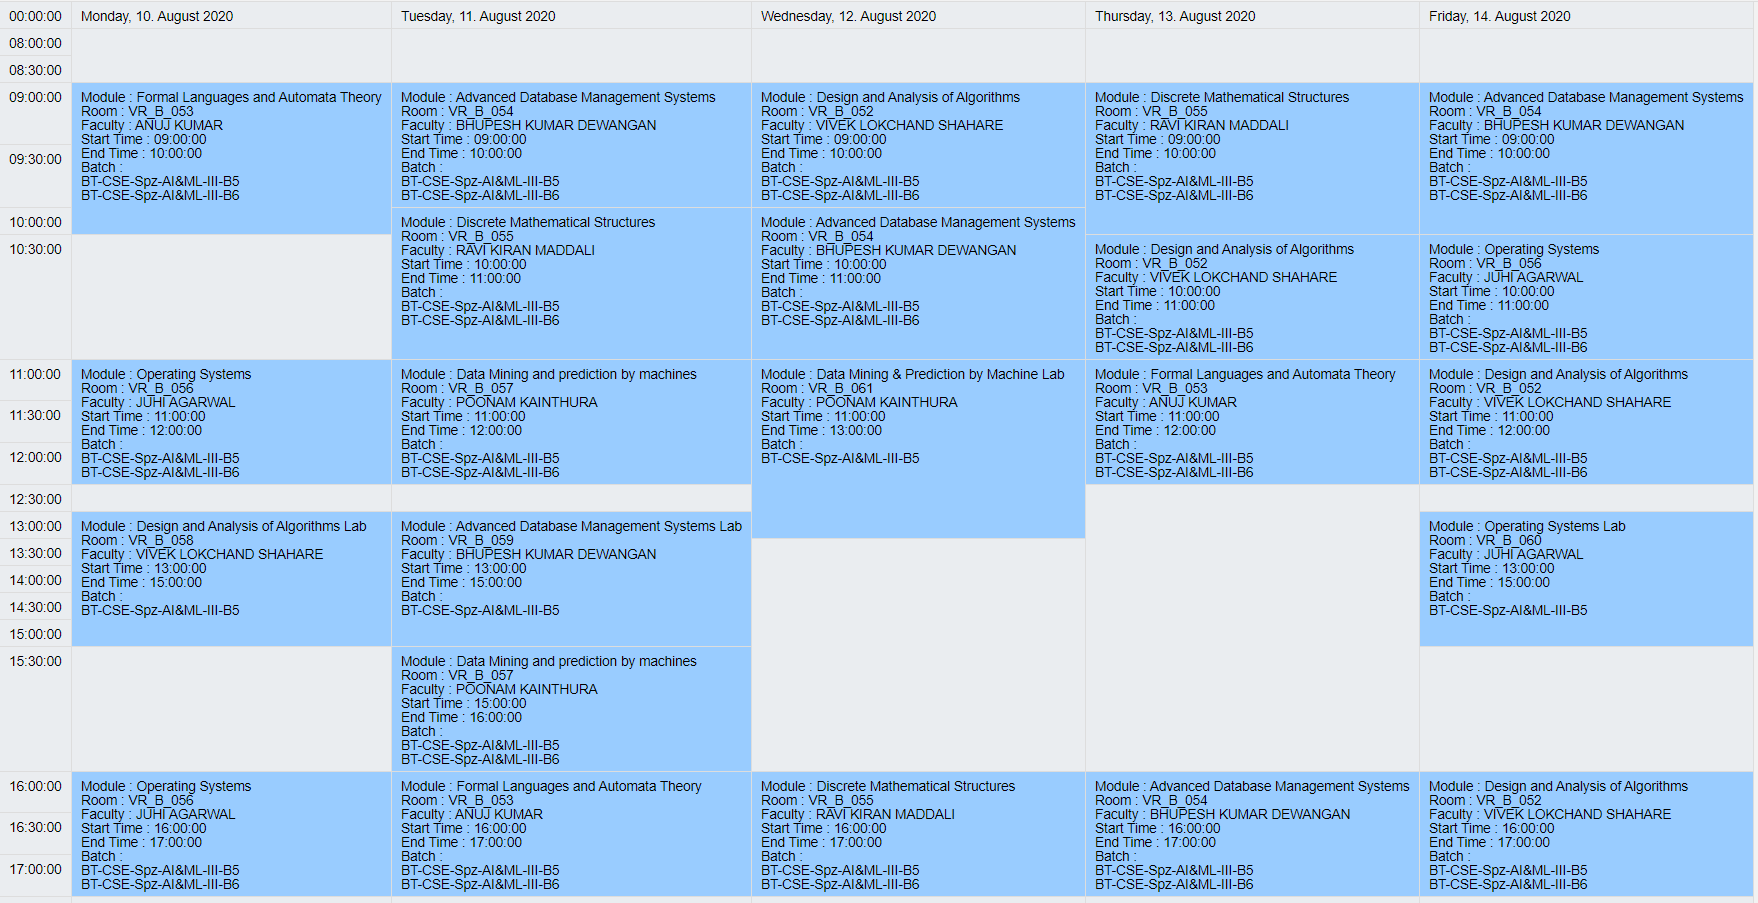 00:00:00
Monday, 10. August 2020
Tuesday, 11. August 2020
Wednesday, 12. August 2020
Thursday, 13. August 2020
Friday, 14. August 2020
08:00:00
08:30:00
09:00:00
Module : Formal Languages and Automata Theory
Room : VR_B_053
Faculty : ANUJ KUMAR
Start Time : 09:00:00
End Time : 10:00:00
Batch :
BT-CSE-Spz-AI&ML-III-B5
BT-CSE-Spz-AI&ML-III-B6
Module : Advanced Database Management Systems
Room : VR_B_054
Faculty : BHUPESH KUMAR DEWANGAN
Start Time : 09:00:00
End Time : 10:00:00
Batch :
BT-CSE-Spz-AI&ML-III-B5
BT-CSE-Spz-AI&ML-III-B6
Module : Design and Analysis of Algorithms
Room : VR_B_052
Faculty : VIVEK LOKCHAND SHAHARE
Start Time : 09:00:00
End Time : 10:00:00
Batch :
BT-CSE-Spz-AI&ML-III-B5
BT-CSE-Spz-AI&ML-III-B6
Module : Discrete Mathematical Structures
Room : VR_B_055
Faculty : RAVI KIRAN MADDALI
Start Time : 09:00:00
End Time : 10:00:00
Batch :
BT-CSE-Spz-AI&ML-III-B5
BT-CSE-Spz-AI&ML-III-B6
Module : Advanced Database Management Systems
Room : VR_B_054
Faculty : BHUPESH KUMAR DEWANGAN
Start Time : 09:00:00
End Time : 10:00:00
Batch :
BT-CSE-Spz-AI&ML-III-B5
BT-CSE-Spz-AI&ML-III-B6
09:30:00
10:00:00
Module : Discrete Mathematical Structures
Room : VR_B_055
Faculty : RAVI KIRAN MADDALI
Start Time : 10:00:00
End Time : 11:00:00
Batch :
BT-CSE-Spz-AI&ML-III-B5
BT-CSE-Spz-AI&ML-III-B6
Module : Advanced Database Management Systems
Room : VR_B_054
Faculty : BHUPESH KUMAR DEWANGAN
Start Time : 10:00:00
End Time : 11:00:00
Batch :
BT-CSE-Spz-AI&ML-III-B5
BT-CSE-Spz-AI&ML-III-B6
10:30:00
Module : Design and Analysis of Algorithms
Room : VR_B_052
Faculty : VIVEK LOKCHAND SHAHARE
Start Time : 10:00:00
End Time : 11:00:00
Batch :
BT-CSE-Spz-AI&ML-III-B5
BT-CSE-Spz-AI&ML-III-B6
Module : Operating Systems
Room : VR_B_056
Faculty : JUHI AGARWAL
Start Time : 10:00:00
End Time : 11:00:00
Batch :
BT-CSE-Spz-AI&ML-III-B5
BT-CSE-Spz-AI&ML-III-B6
11:00:00
Module : Operating Systems
Room : VR_B_056
Faculty : JUHI AGARWAL
Start Time : 11:00:00
End Time : 12:00:00
Batch :
BT-CSE-Spz-AI&ML-III-B5
BT-CSE-Spz-AI&ML-III-B6
Module : Data Mining and prediction by machines
Room : VR_B_057
Faculty : POONAM KAINTHURA
Start Time : 11:00:00
End Time : 12:00:00
Batch :
BT-CSE-Spz-AI&ML-III-B5
BT-CSE-Spz-AI&ML-III-B6
Module : Data Mining & Prediction by Machine Lab
Room : VR_B_061
Faculty : POONAM KAINTHURA
Start Time : 11:00:00
End Time : 13:00:00
Batch :
BT-CSE-Spz-AI&ML-III-B5
Module : Formal Languages and Automata Theory
Room : VR_B_053
Faculty : ANUJ KUMAR
Start Time : 11:00:00
End Time : 12:00:00
Batch :
BT-CSE-Spz-AI&ML-III-B5
BT-CSE-Spz-AI&ML-III-B6
Module : Design and Analysis of Algorithms
Room : VR_B_052
Faculty : VIVEK LOKCHAND SHAHARE
Start Time : 11:00:00
End Time : 12:00:00
Batch :
BT-CSE-Spz-AI&ML-III-B5
BT-CSE-Spz-AI&ML-III-B6
11:30:00
12:00:00
12:30:00
13:00:00
Module : Design and Analysis of Algorithms Lab
Room : VR_B_058
Faculty : VIVEK LOKCHAND SHAHARE
Start Time : 13:00:00
End Time : 15:00:00
Batch :
BT-CSE-Spz-AI&ML-III-B5
Module : Advanced Database Management Systems Lab
Room : VR_B_059
Faculty : BHUPESH KUMAR DEWANGAN
Start Time : 13:00:00
End Time : 15:00:00
Batch :
BT-CSE-Spz-AI&ML-III-B5
Module : Operating Systems Lab
Room : VR_B_060
Faculty : JUHI AGARWAL
Start Time : 13:00:00
End Time : 15:00:00
Batch :
BT-CSE-Spz-AI&ML-III-B5
13:30:00
14:00:00
14:30:00
15:00:00
15:30:00
Module : Data Mining and prediction by machines
Room : VR_B_057
Faculty : POONAM KAINTHURA
Start Time : 15:00:00
End Time : 16:00:00
Batch :
BT-CSE-Spz-AI&ML-III-B5
BT-CSE-Spz-AI&ML-III-B6
16:00:00
Module : Operating Systems
Room : VR_B_056
Faculty : JUHI AGARWAL
Start Time : 16:00:00
End Time : 17:00:00
Batch :
BT-CSE-Spz-AI&ML-III-B5
BT-CSE-Spz-AI&ML-III-B6
Module : Formal Languages and Automata Theory
Room : VR_B_053
Faculty : ANUJ KUMAR
Start Time : 16:00:00
End Time : 17:00:00
Batch :
BT-CSE-Spz-AI&ML-III-B5
BT-CSE-Spz-AI&ML-III-B6
Module : Discrete Mathematical Structures
Room : VR_B_055
Faculty : RAVI KIRAN MADDALI
Start Time : 16:00:00
End Time : 17:00:00
Batch :
BT-CSE-Spz-AI&ML-III-B5
BT-CSE-Spz-AI&ML-III-B6
Module : Advanced Database Management Systems
Room : VR_B_054
Faculty : BHUPESH KUMAR DEWANGAN
Start Time : 16:00:00
End Time : 17:00:00
Batch :
BT-CSE-Spz-AI&ML-III-B5
BT-CSE-Spz-AI&ML-III-B6
Module : Design and Analysis of Algorithms
Room : VR_B_052
Faculty : VIVEK LOKCHAND SHAHARE
Start Time : 16:00:00
End Time : 17:00:00
Batch :
BT-CSE-Spz-AI&ML-III-B5
BT-CSE-Spz-AI&ML-III-B6
16:30:00
17:00:00